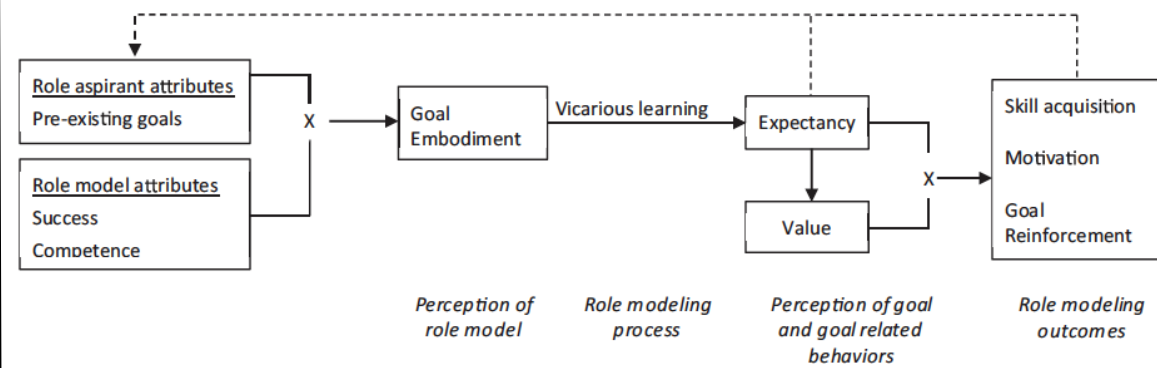 Role aspirant attributes
Pre-existing goals
X
Role model attributes
Success
Competence
Goal
Embodiment
Vicarious learning
Expectancy
Value
X
Skill acquisition
Motivation
Goal
Reinforcement
Perception of
role model
Role modeling
process
Perception of goal
and goal related
behaviors
Role modeling
outcomes